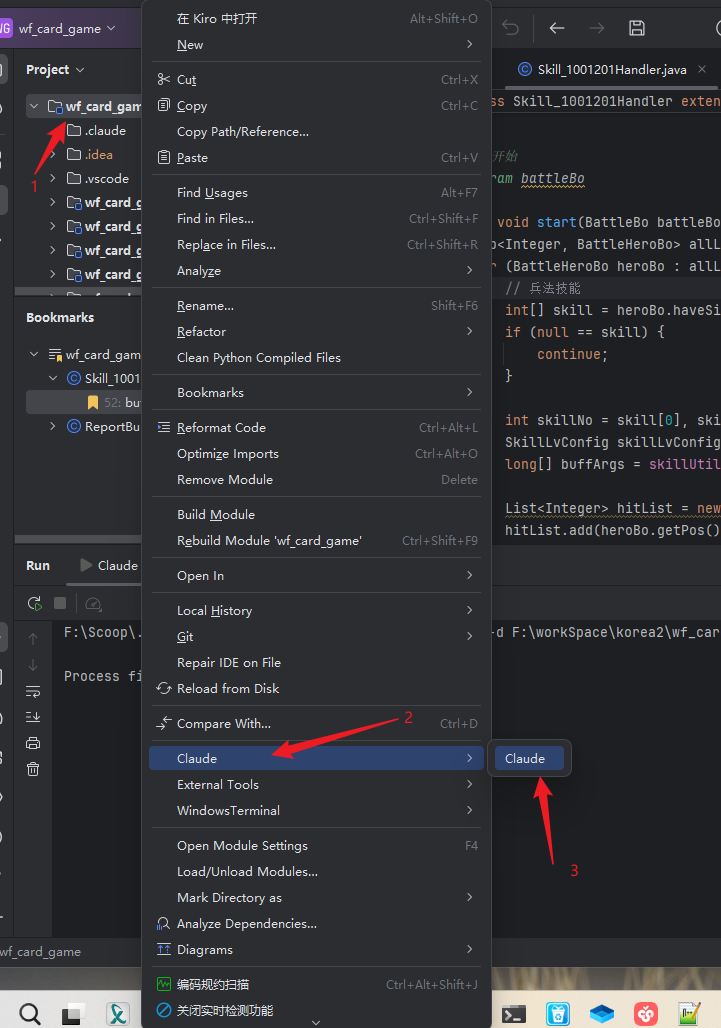 WG wf_card_game
Project
wf_card_gam
.claude
.idea
.vscode
wf_card_g
wf_card_g
wf_card_g
wf_card_g
1
Bookmarks
wf_card_gam
Skill_1001
52: bu
ReportBu
Run
Claude
F:\Scoop\.
Process fi
wf_card_game
在 Kiro 中打开 Alt+Shift+O
New
Cut Ctrl+X
Copy Ctrl+C
Copy Path/Reference...
Paste Ctrl+V
Find Usages Alt+F7
Find in Files... Ctrl+Shift+F
Replace in Files... Ctrl+Shift+R
Analyze
Rename... Shift+F6
Refactor
Clean Python Compiled Files
Bookmarks
Reformat Code Ctrl+Alt+L
Optimize Imports Ctrl+Alt+O
Remove Module Delete
Build Module
Rebuild Module 'wf_card_game' Ctrl+Shift+F9
Open In
Local History
Git
Repair IDE on File
Reload from Disk
Compare With... Ctrl+D
2
Claude
Claude
3
External Tools
WindowsTerminal
Open Module Settings F4
Load/Unload Modules...
Mark Directory as
Analyze Dependencies...
Diagrams
编码规约扫描 Ctrl+Alt+Shift+J
关闭实时检测功能
Skill_1001201Handler.java
ss Skill_1001201Handler exten
开始
ram battleBo
void start(BattleBo battleBo
p<Integer, BattleHeroBo> allL
r (BattleHeroBo heroBo : allL
// 兵法技能
int[] skill = heroBo.haveSi
if (null == skill) {
continue;
}
int skillNo = skill[0], ski
SkillLvConfig skillLvConfig
long[] buffArgs = skillUtil
List<Integer> hitList = new
hitList.add(heroBo.getPos()
-d F:\workSpace\korea2\wf_car